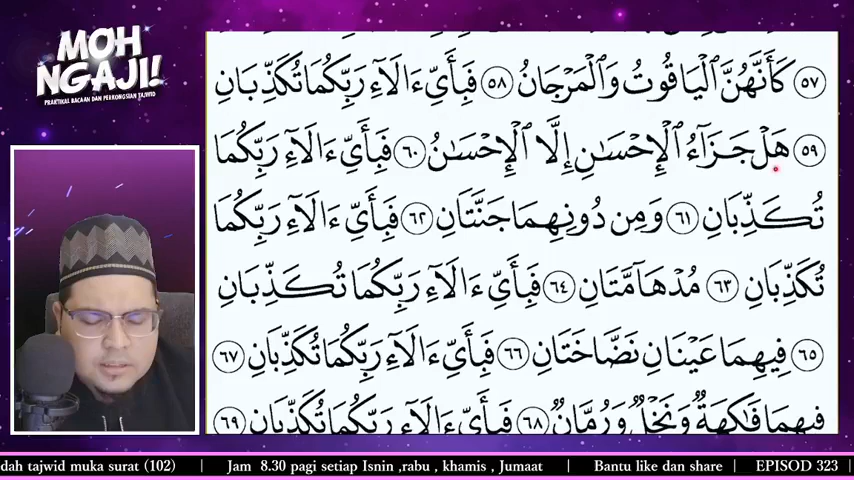 MOH
NGAJI!
PRAKTIKAL BACAAN DAN PERKONGSIAN TAJWID
٥٧ كَأَنَّهُنَّ ٱلْيَاقُوتُ وَٱلْمَرْجَانُ ٥٨ فَبِأَيِّ ءَالَآءِ رَبِّكُمَا تُكَذِّبَانِ
٥٩ هَلْ جَزَآءُ ٱلْإِحْسَـٰنِ إِلَّا ٱلْإِحْسَـٰنُ ٦٠ فَبِأَيِّ ءَالَآءِ رَبِّكُمَا
تُكَذِّبَانِ ٦١ وَمِن دُونِهِمَا جَنَّتَانِ ٦٢ فَبِأَيِّ ءَالَآءِ رَبِّكُمَا
تُكَذِّبَانِ ٦٣ مُدْهَآمَّتَانِ ٦٤ فَبِأَيِّ ءَالَآءِ رَبِّكُمَا تُكَذِّبَانِ
٦٥ فِيهِمَا عَيْنَانِ نَضَّاخَتَانِ ٦٦ فَبِأَيِّ ءَالَآءِ رَبِّكُمَا تُكَذِّبَانِ ٦٧
فِيهِمَا فَـٰكِهَةٌ وَنَخْلٌ وَرُمَّانٌ ٦٨ فَبِأَيِّ ءَالَآءِ رَبِّكُمَا تُكَذِّبَانِ ٦٩
dah tajwid muka surat (102) | Jam 8.30 pagi setiap Isnin ,rabu , khamis , Jumaat | Bantu like dan share | EPISOD 323 |